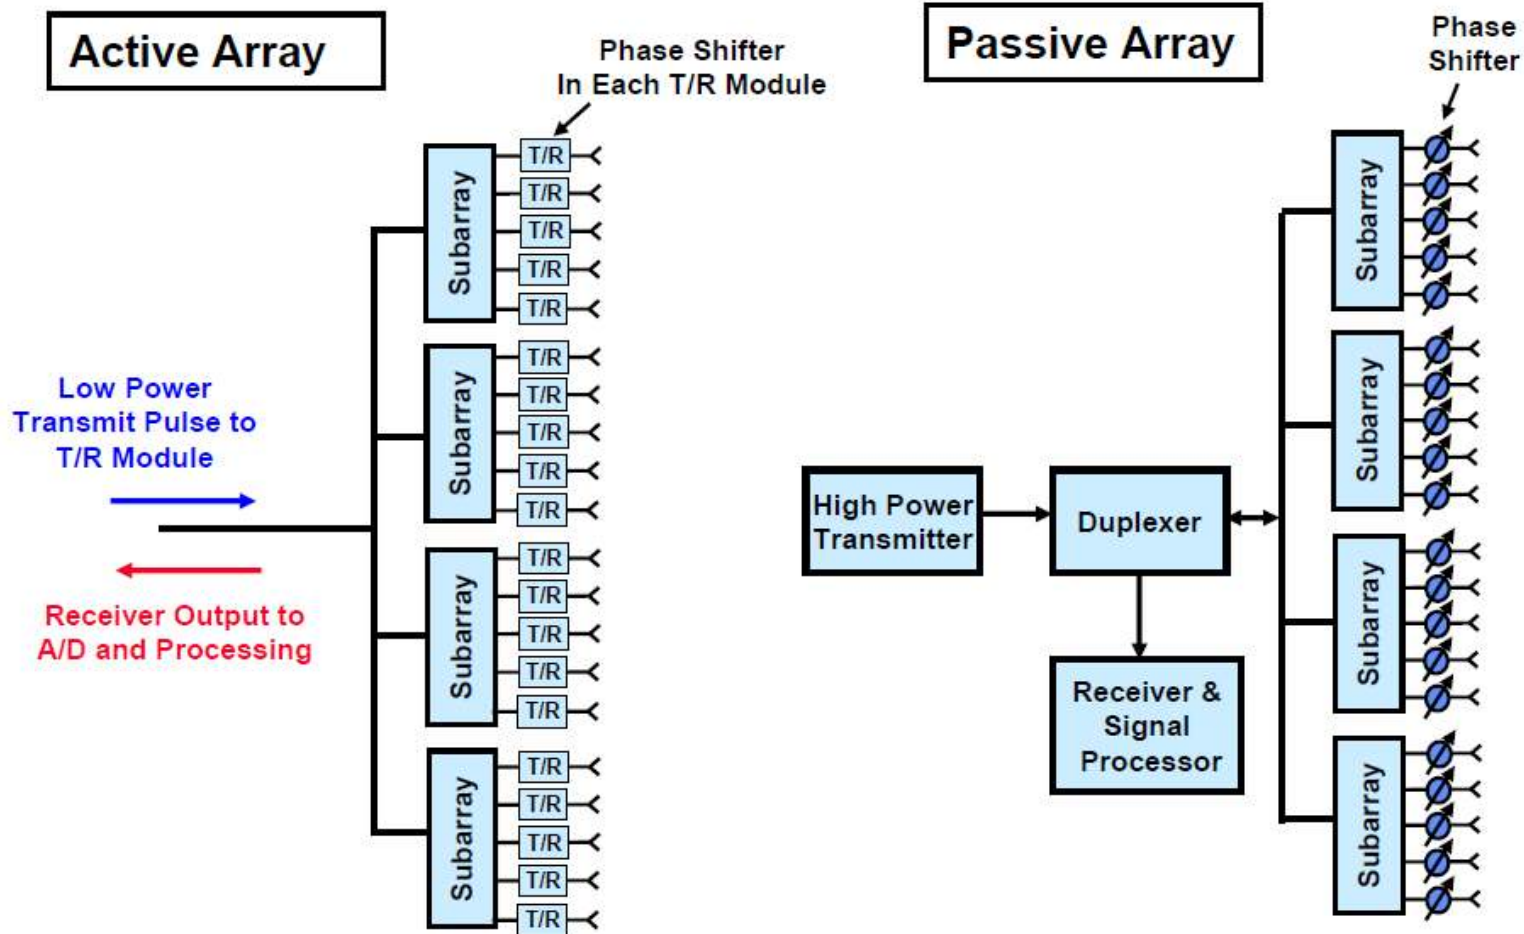 Active Array
Phase Shifter
In Each T/R Module
Subarray
T/R
T/R
T/R
T/R
T/R
Subarray
T/R
T/R
T/R
T/R
T/R
Subarray
T/R
T/R
T/R
T/R
T/R
Subarray
T/R
T/R
T/R
T/R
T/R
Low Power
Transmit Pulse to
T/R Module
Receiver Output to
A/D and Processing
Passive Array
Phase
Shifter
High Power
Transmitter
Duplexer
Receiver &
Signal
Processor
Subarray
Subarray
Subarray
Subarray